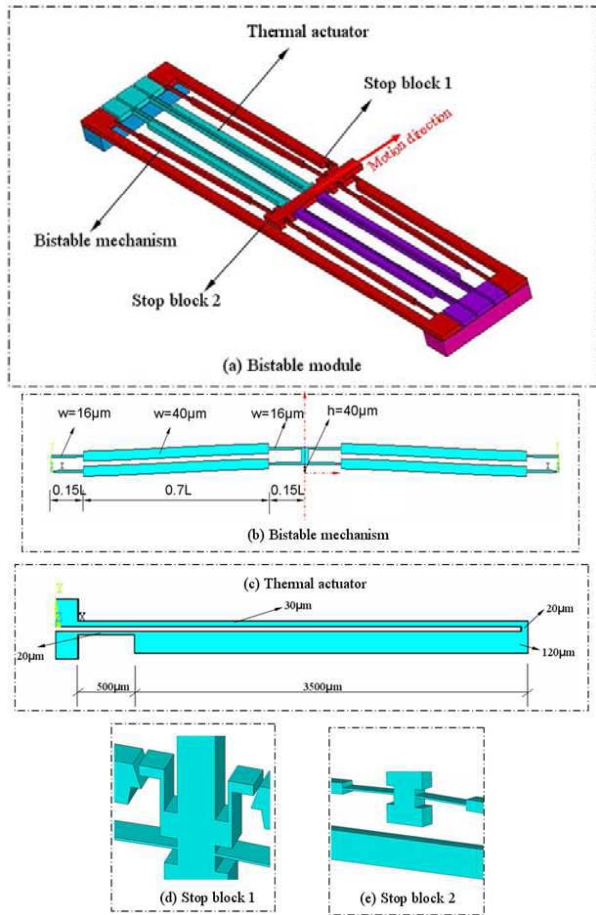 Thermal actuator
Stop block 1
Motion direction
Bistable mechanism
Stop block 2
(a) Bistable module
w=16µm
w=40µm
w=16µm
h=40µm
0.15L
0.7L
0.15L
(b) Bistable mechanism
(c) Thermal actuator
30µm
20µm
20µm
120µm
500µm
3500µm
(d) Stop block 1
(e) Stop block 2